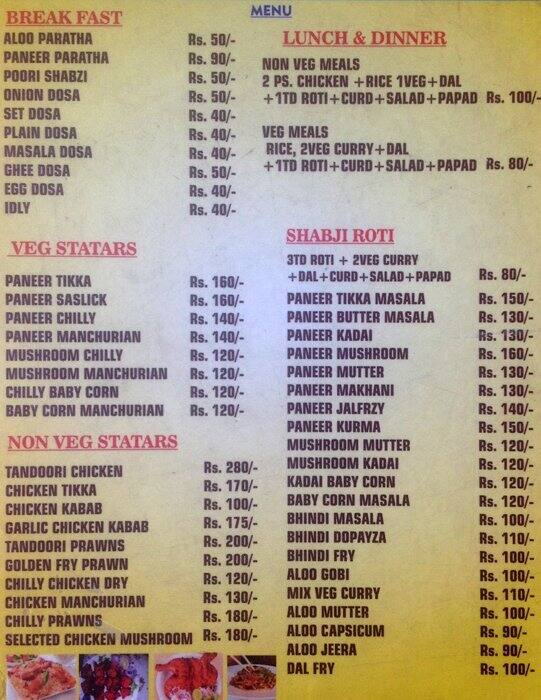 MENU
BREAK FAST
ALOO PARATHA Rs. 50/-
PANEER PARATHA Rs. 90/-
POORI SHABZI Rs. 50/-
ONION DOSA Rs. 50/-
SET DOSA Rs. 40/-
PLAIN DOSA Rs. 40/-
MASALA DOSA Rs. 40/-
GHEE DOSA Rs. 50/-
EGG DOSA Rs. 40/-
IDLY Rs. 40/-
VEG STATARS
PANEER TIKKA Rs. 160/-
PANEER SASLICK Rs. 160/-
PANEER CHILLY Rs. 140/-
PANEER MANCHURIAN Rs. 140/-
MUSHROOM CHILLY Rs. 120/-
MUSHROOM MANCHURIAN Rs. 120/-
CHILLY BABY CORN Rs. 120/-
BABY CORN MANCHURIAN Rs. 120/-
NON VEG STATARS
TANDOORI CHICKEN Rs. 280/-
CHICKEN TIKKA Rs. 170/-
CHICKEN KABAB Rs. 100/-
GARLIC CHICKEN KABAB Rs. 175/-
TANDOORI PRAWNS Rs. 200/-
GOLDEN FRY PRAWN Rs. 200/-
CHILLY CHICKEN DRY Rs. 120/-
CHICKEN MANCHURIAN Rs. 130/-
CHILLY PRAWNS Rs. 180/-
SELECTED CHICKEN MUSHROOM Rs. 180/-
LUNCH & DINNER
NON VEG MEALS
2 PS. CHICKEN +RICE 1VEG+DAL
+1TD ROTI+CURD+SALAD+PAPAD Rs. 100/-
VEG MEALS
RICE, 2VEG CURRY+DAL
+1TD ROTI+CURD+SALAD+PAPAD Rs. 80/-
SHABJI ROTI
3TD ROTI + 2VEG CURRY
+DAL+CURD+SALAD+PAPAD Rs. 80/-
PANEER TIKKA MASALA Rs. 150/-
PANEER BUTTER MASALA Rs. 130/-
PANEER KADAI Rs. 130/-
PANEER MUSHROOM Rs. 160/-
PANEER MUTTER Rs. 130/-
PANEER MAKHANI Rs. 130/-
PANEER JALFRZY Rs. 140/-
PANEER KURMA Rs. 150/-
MUSHROOM MUTTER Rs. 120/-
MUSHROOM KADAI Rs. 120/-
KADAI BABY CORN Rs. 120/-
BABY CORN MASALA Rs. 120/-
BHINDI MASALA Rs. 100/-
BHINDI DOPAYZA Rs. 110/-
BHINDI FRY Rs. 100/-
ALOO GOBI Rs. 100/-
MIX VEG CURRY Rs. 110/-
ALOO MUTTER Rs. 100/-
ALOO CAPSICUM Rs. 90/-
ALOO JEERA Rs. 90/-
DAL FRY Rs. 100/-